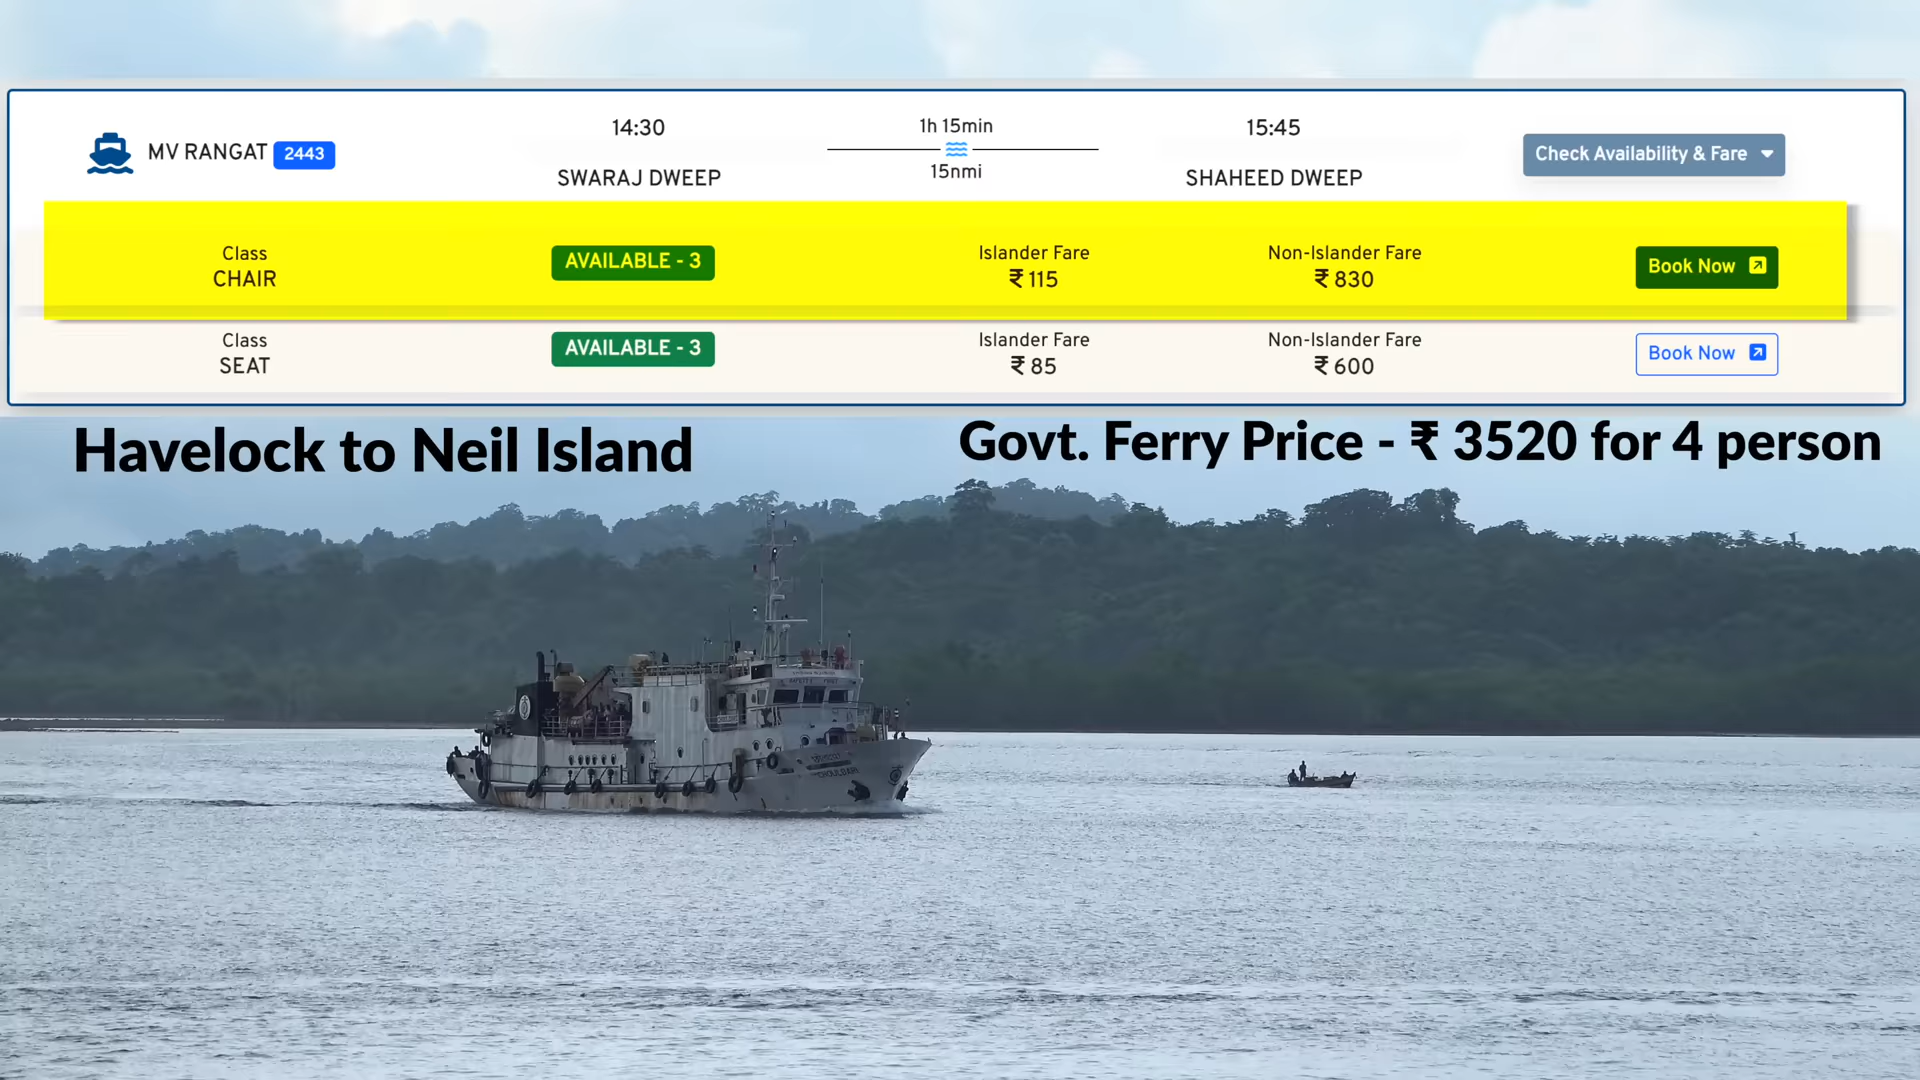 MV RANGAT 2443
14:30
SWARAJ DWEEP
1h 15min
15nmi
15:45
SHAHEED DWEEP
Check Availability & Fare
Class
CHAIR
AVAILABLE - 3
Islander Fare
₹ 115
Non-Islander Fare
₹ 830
Book Now
Class
SEAT
AVAILABLE - 3
Islander Fare
₹ 85
Non-Islander Fare
₹ 600
Book Now
Havelock to Neil Island
Govt. Ferry Price - ₹ 3520 for 4 person